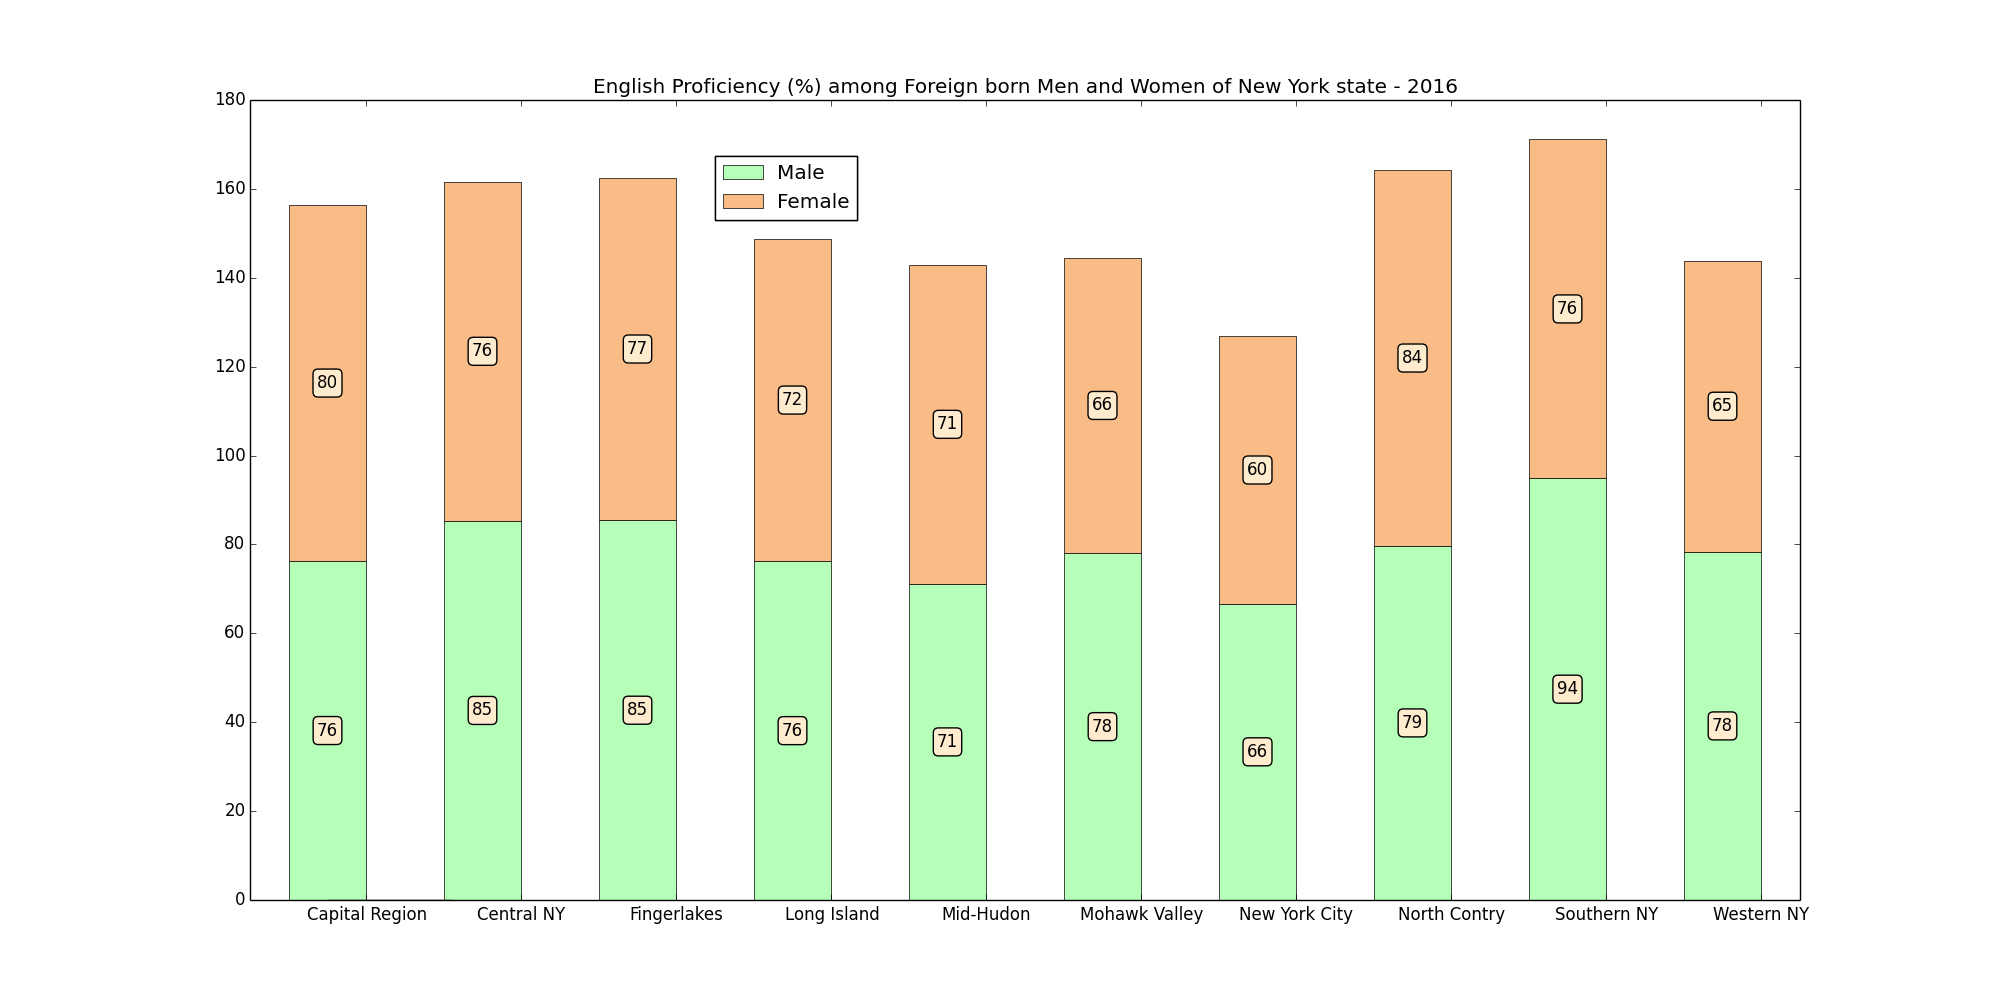 English Proficiency (%) among Foreign born Men and Women of New York state - 2016
180
160
140
120
100
80
60
40
20
0
Male
Female
80 76 77 72 71 66 60 84 76 65
76 85 85 76 71 78 66 79 94 78
Capital Region Central NY Fingerlakes Long Island Mid-Hudon Mohawk Valley New York City North Contry Southern NY Western NY